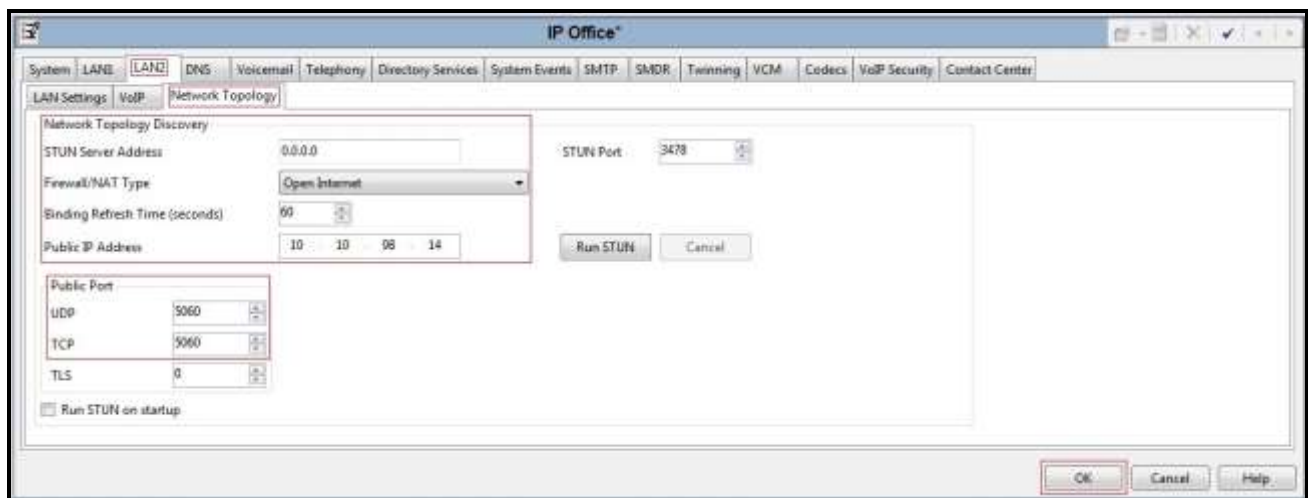 IP Office*
System LAN1 LAN2 DNS Voicemail Telephony Directory Services System Events SMTP SMDR Twinning VCM Codecs VoIP Security Contact Center
LAN Settings VoIP Network Topology
Network Topology Discovery
STUN Server Address 0.0.0.0 STUN Port 3478
Firewall/NAT Type Open Internet
Binding Refresh Time (seconds) 60
Public IP Address 10 10 98 14 Run STUN Cancel
Public Port
UDP 5060
TCP 5060
TLS 0
Run STUN on startup
OK Cancel Help